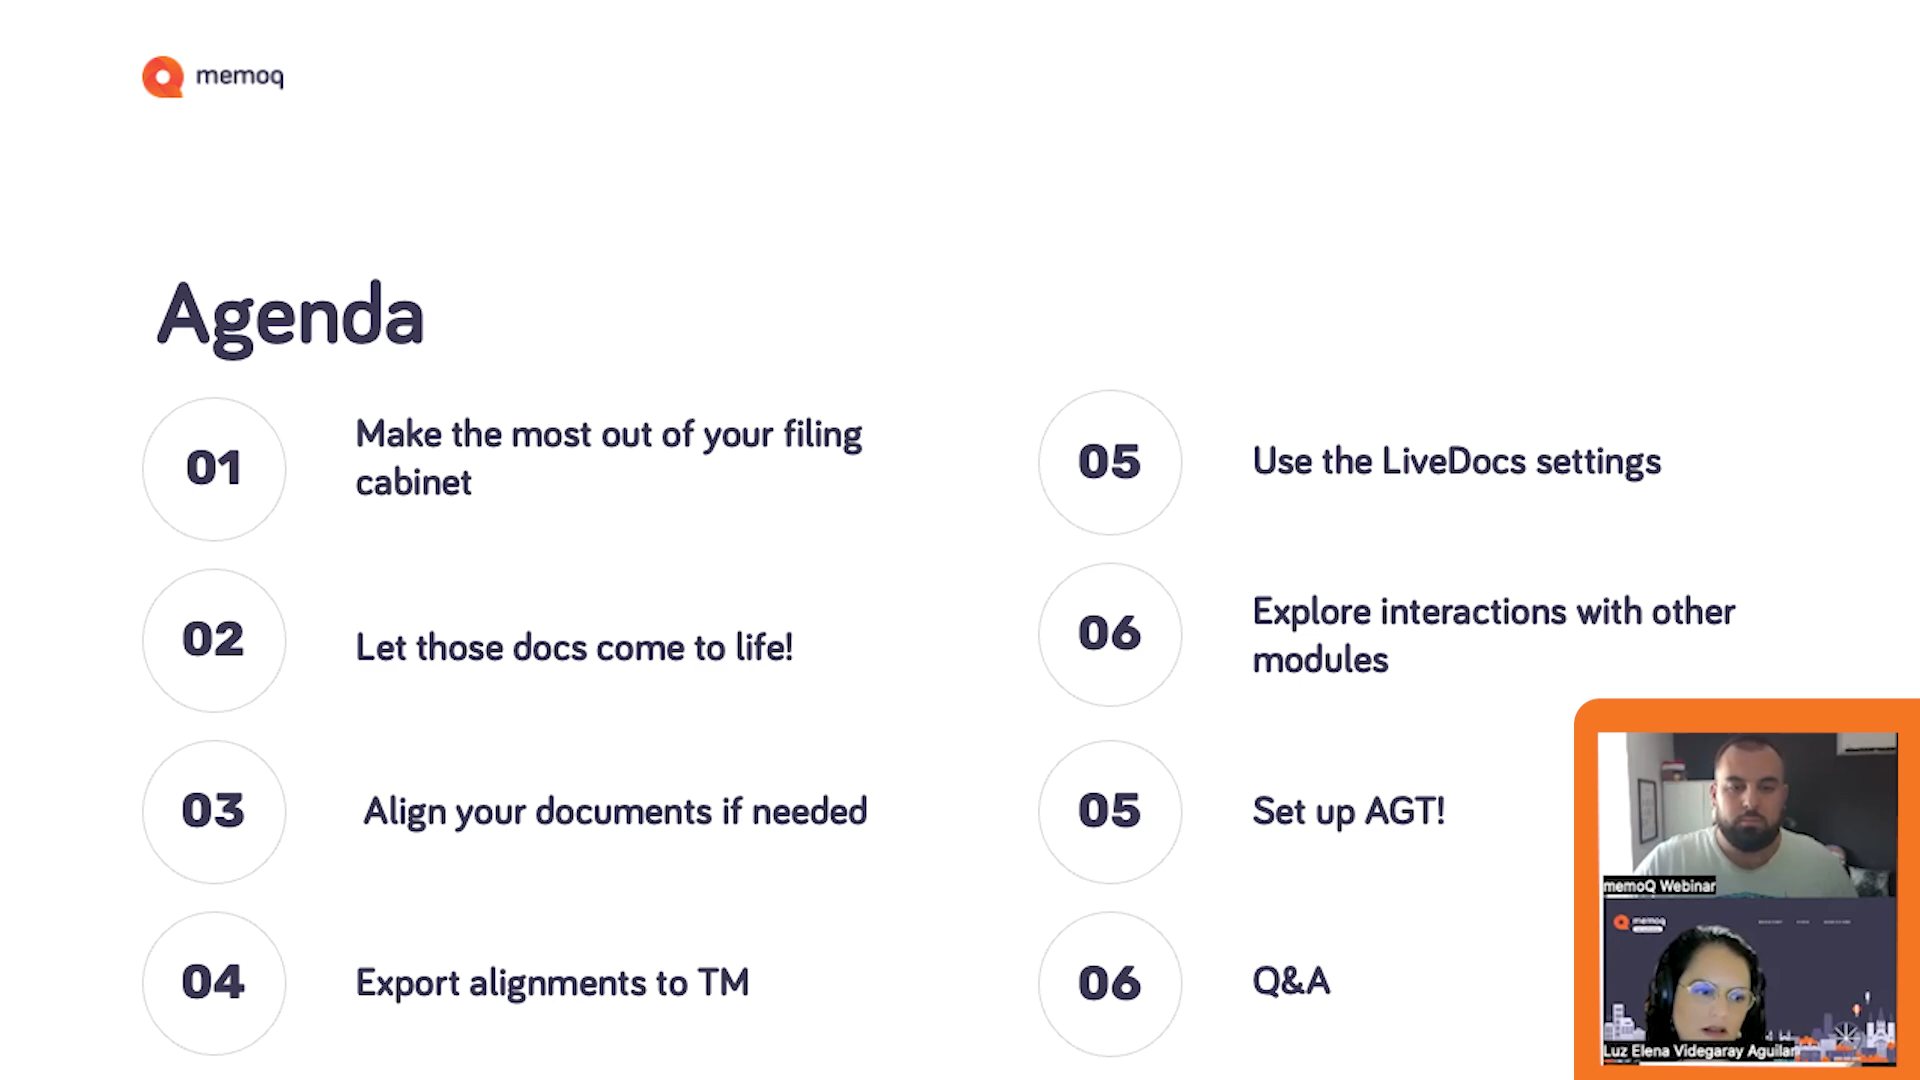 memoq
Agenda
01
Make the most out of your filing
cabinet
02
Let those docs come to life!
03
Align your documents if needed
04
Export alignments to TM
05
Use the LiveDocs settings
06
Explore interactions with other
modules
05
Set up AGT!
06
Q&A
memoQ Webinar
memoq
Luz Elena Videgaray Aguilar